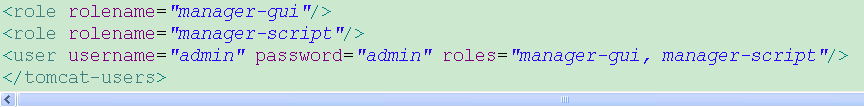 <role rolename="manager-gui"/>
<role rolename="manager-script"/>
<user username="admin" password="admin" roles="manager-gui, manager-script"/>
</tomcat-users>